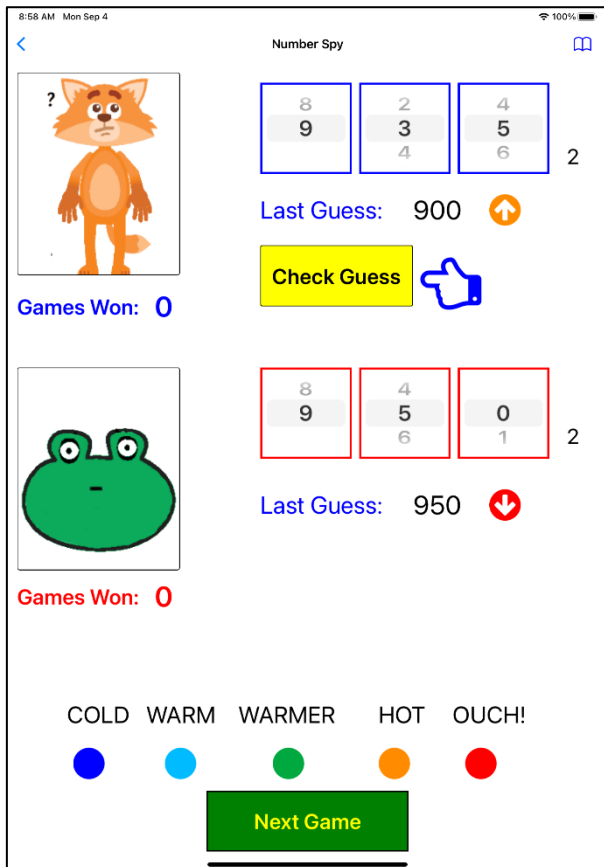 8:58 AM Mon Sep 4 100%
Number Spy
?
8 2 4
9 3 5
4 6
2
Last Guess: 900
Check Guess
Games Won: 0
8 4
9 5 0
6 1
2
Last Guess: 950
Games Won: 0
COLD WARM WARMER HOT OUCH!
Next Game